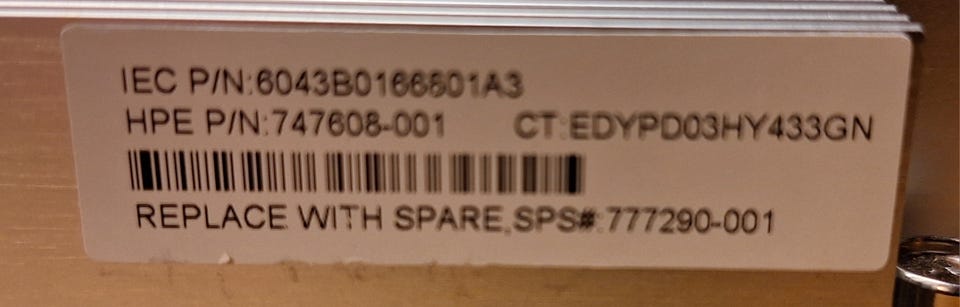 IEC P/N:6043B0166801A3
HPE P/N:747608-001 CT:EDYPD03HY433GN
REPLACE WITH SPARE,SPS#:777290-001